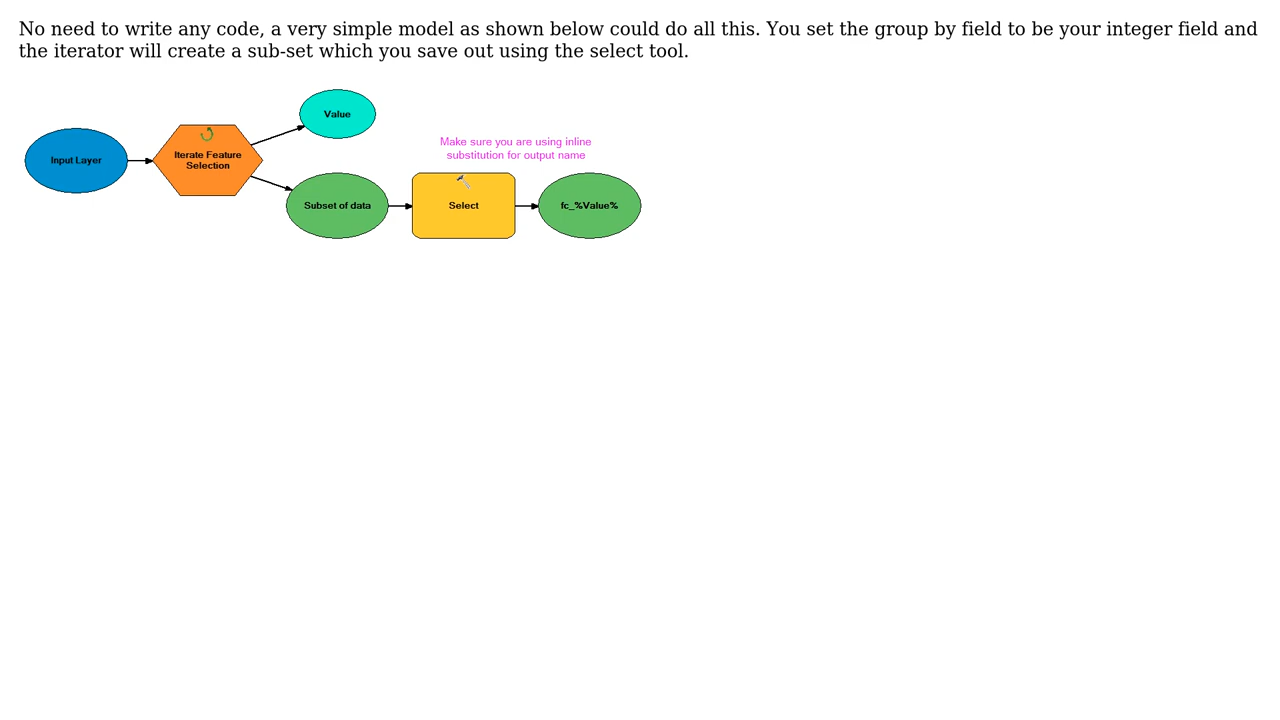 No need to write any code, a very simple model as shown below could do all this. You set the group by field to be your integer field and
the iterator will create a sub-set which you save out using the select tool.
Value
Make sure you are using inline
substitution for output name
Input Layer
Iterate Feature
Selection
Subset of data
Select
fc_%Value%